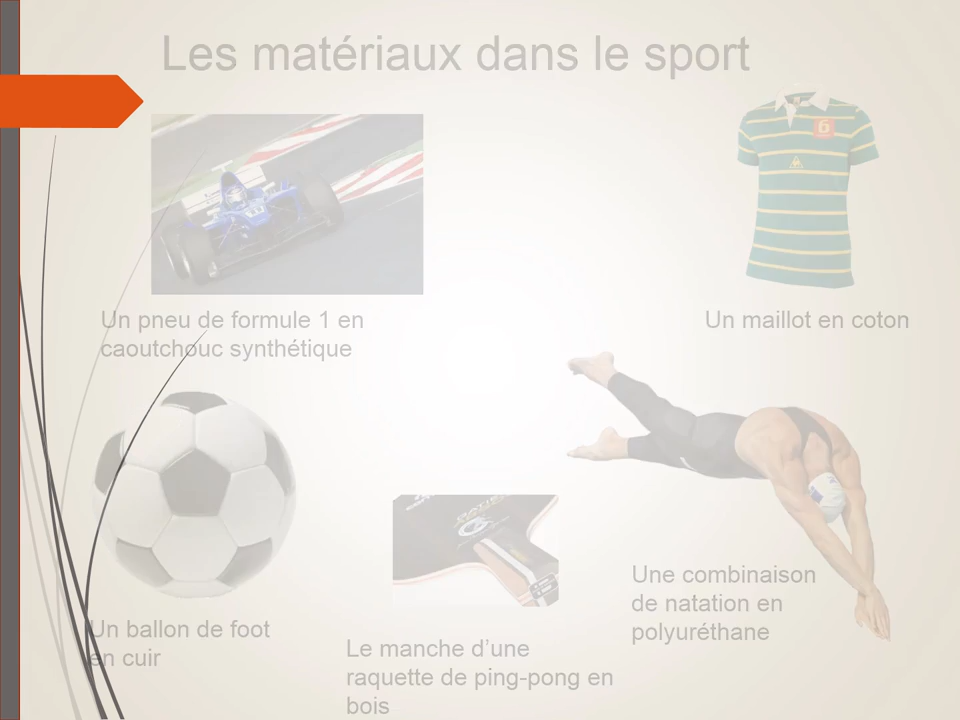 Les matériaux dans le sport
6
Un pneu de formule 1 en
caoutchouc synthétique
Un maillot en coton
Un ballon de foot
en cuir
Le manche d’une
raquette de ping-pong en
bois
Une combinaison
de natation en
polyuréthane